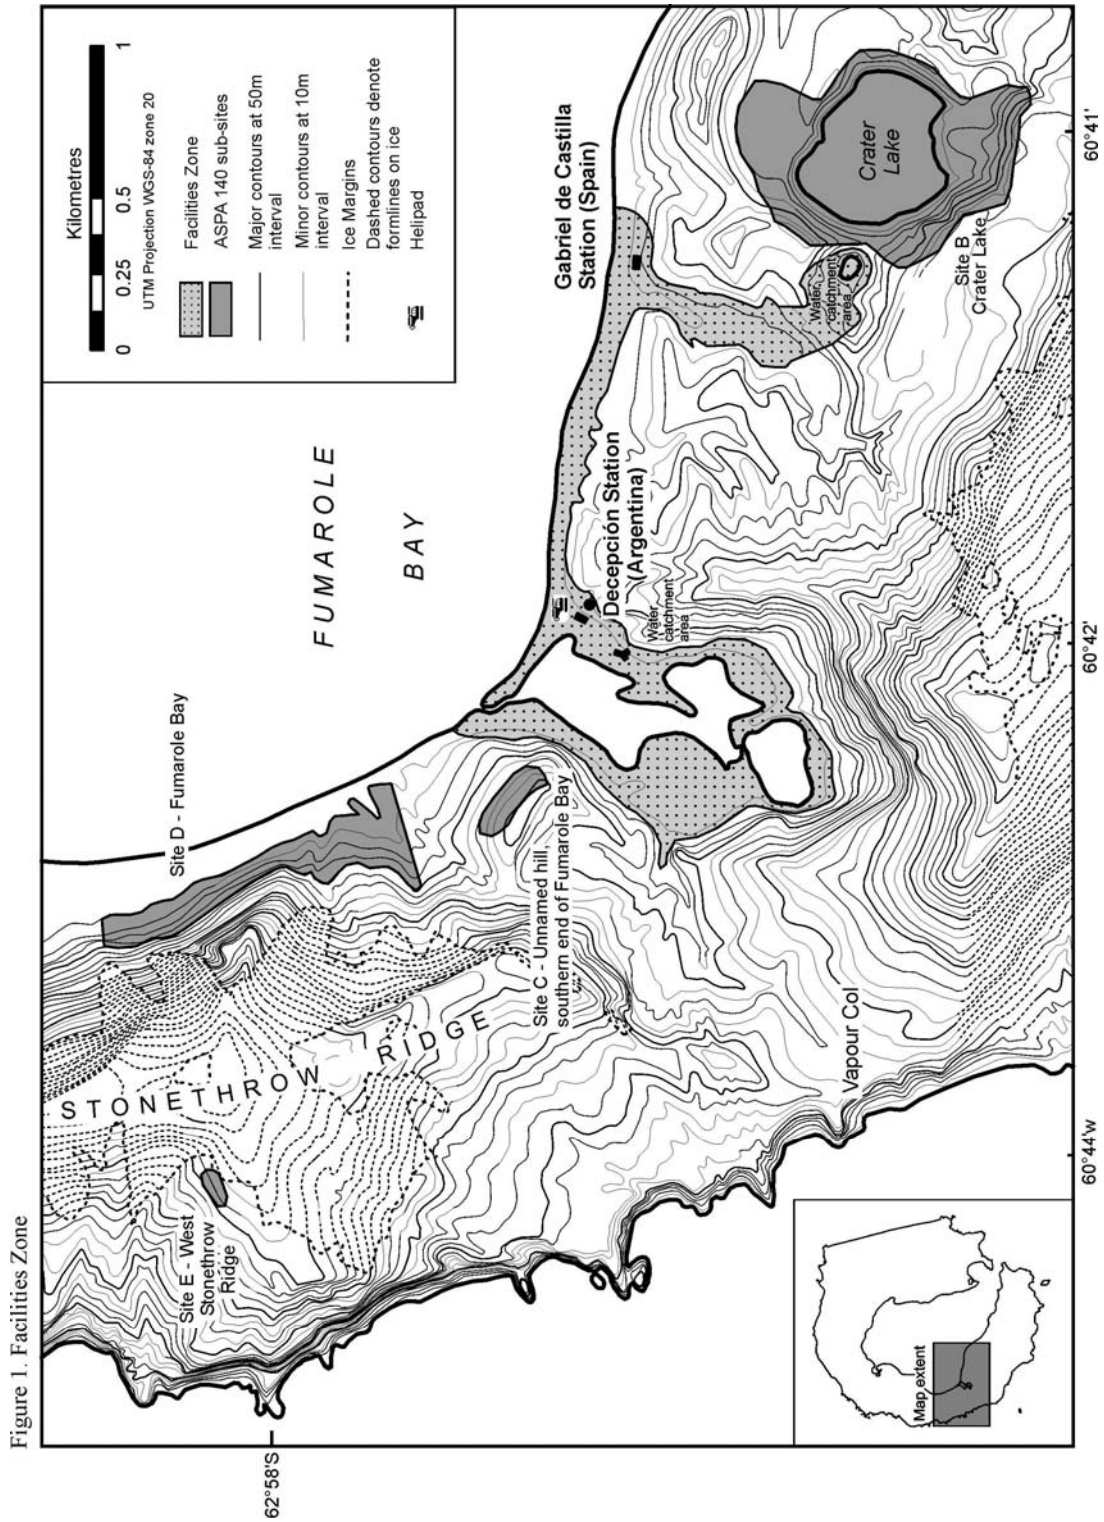 Figure 1. Facilities Zone
Kilometres
0
0.25
0.5
1
UTM Projection WGS-84 zone 20
Facilities Zone
ASPA 140 sub-sites
Major contours at 50m
interval
Minor contours at 10m
interval
Ice Margins
Dashed contours denote
formlines on ice
Helipad
FUMAROLE
BAY
Gabriel de Castilla
Station (Spain)
Crater
Lake
Site B
Crater Lake
Water
catchment
area
Decepción Station
(Argentina)
Water
catchment
area
Site D - Fumarole Bay
Site C - Unnamed hill,
southern end of Fumarole Bay
STONETHROW RIDGE
Site E - West
Stonethrow
Ridge
Vapour Col
Map extent
62°58'S
60°44'W
60°42'
60°41'